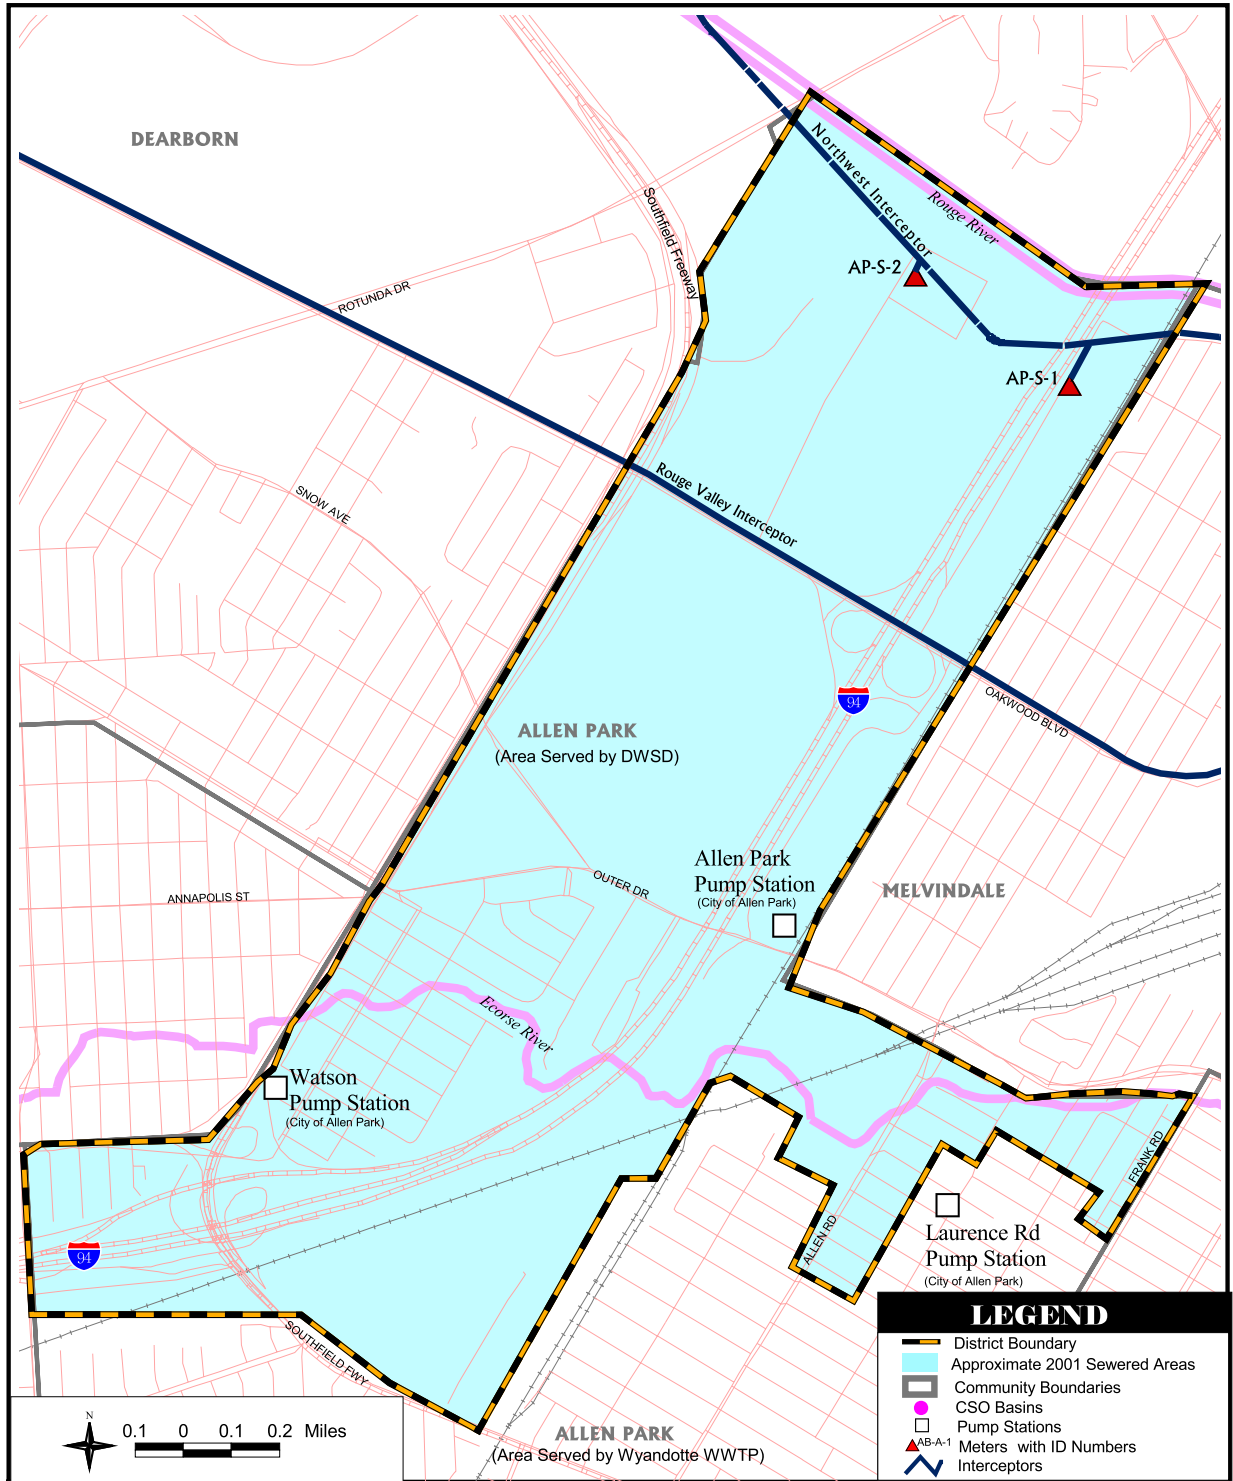 DEARBORN
Northwest Interceptor
Rouge River
Southfield Freeway
AP-S-2
ROTUNDA DR
AP-S-1
Rouge Valley Interceptor
SNOW AVE
94
OAKWOOD BLVD
ALLEN PARK
(Area Served by DWSD)
Allen Park
Pump Station
(City of Allen Park)
OUTER DR
MELVINDALE
ANNAPOLIS ST
Ecorse River
Watson
Pump Station
(City of Allen Park)
FRANK RD
ALLEN RD
Laurence Rd
Pump Station
(City of Allen Park)
94
SOUTHFIELD FWY
ALLEN PARK
(Area Served by Wyandotte WWTP)
N
0.1 0 0.1 0.2 Miles
LEGEND
District Boundary
Approximate 2001 Sewered Areas
Community Boundaries
CSO Basins
Pump Stations
AB-A-1 Meters with ID Numbers
Interceptors